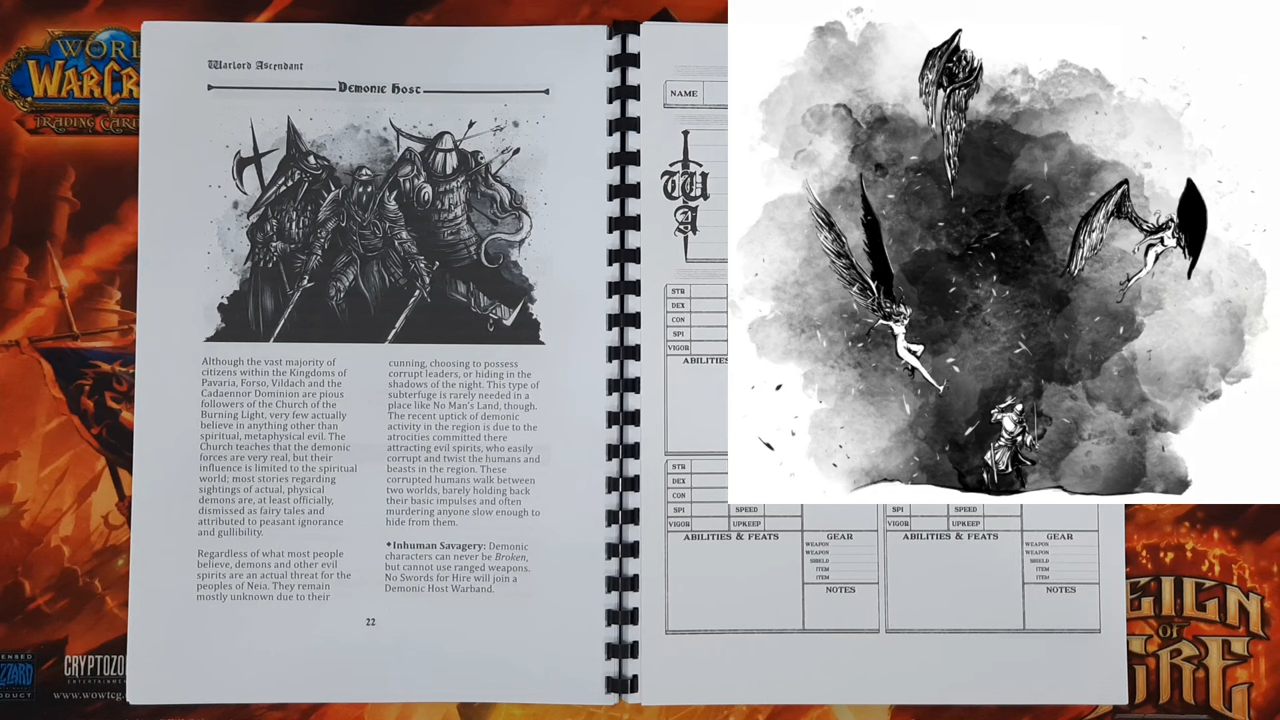 WORL
WARCR
TRADING CAR
Warlord Ascendant
Demonic Host
Although the vast majority of
citizens within the Kingdoms of
Pavaria, Forso, Vildach and the
Cadaennor Dominion are pious
followers of the Church of the
Burning Light, very few actually
believe in anything other than
spiritual, metaphysical evil. The
Church teaches that the demonic
forces are very real, but their
influence is limited to the spiritual
world; most stories regarding
sightings of actual, physical
demons are, at least officially,
dismissed as fairy tales and
attributed to peasant ignorance
and gullibility.
Regardless of what most people
believe, demons and other evil
spirits are an actual threat for the
peoples of Neia. They remain
mostly unknown due to their
cunning, choosing to possess
corrupt leaders, or hiding in the
shadows of the night. This type of
subterfuge is rarely needed in a
place like No Man's Land, though.
The recent uptick of demonic
activity in the region is due to the
atrocities committed there
attracting evil spirits, who easily
corrupt and twist the humans and
beasts in the region. These
corrupted humans walk between
two worlds, barely holding back
their basic impulses and often
murdering anyone slow enough to
hide from them.
◆Inhuman Savagery: Demonic
characters can never be Broken,
but cannot use ranged weapons.
No Swords for Hire will join a
Demonic Host Warband.
22
NAME
WA
STR
DEX
CON
SPI
VIGOR
ABILITIES
STR
DEX
CON
SPI SPEED
VIGOR UPKEEP
ABILITIES & FEATS
GEAR
WEAPON
WEAPON
SHIELD
ITEM
ITEM
NOTES
SPI SPEED
VIGOR UPKEEP
ABILITIES & FEATS
GEAR
WEAPON
WEAPON
SHIELD
ITEM
ITEM
NOTES
ENSED
IZZARD
ODUCT
CRYPTOZO
ENTERTAINMEN
www.wowtcg.
EIGN
OF
IRE